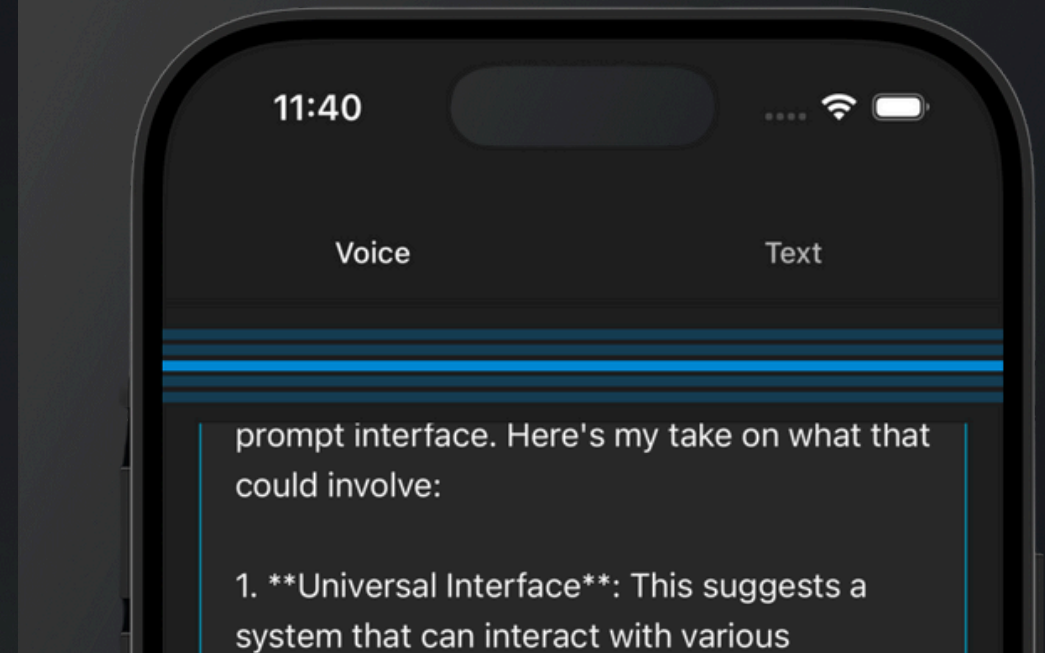 11:40
Voice Text
prompt interface. Here's my take on what that
could involve:
1. **Universal Interface**: This suggests a
system that can interact with various